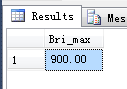 Results Mes
Bri_max
1 900.00